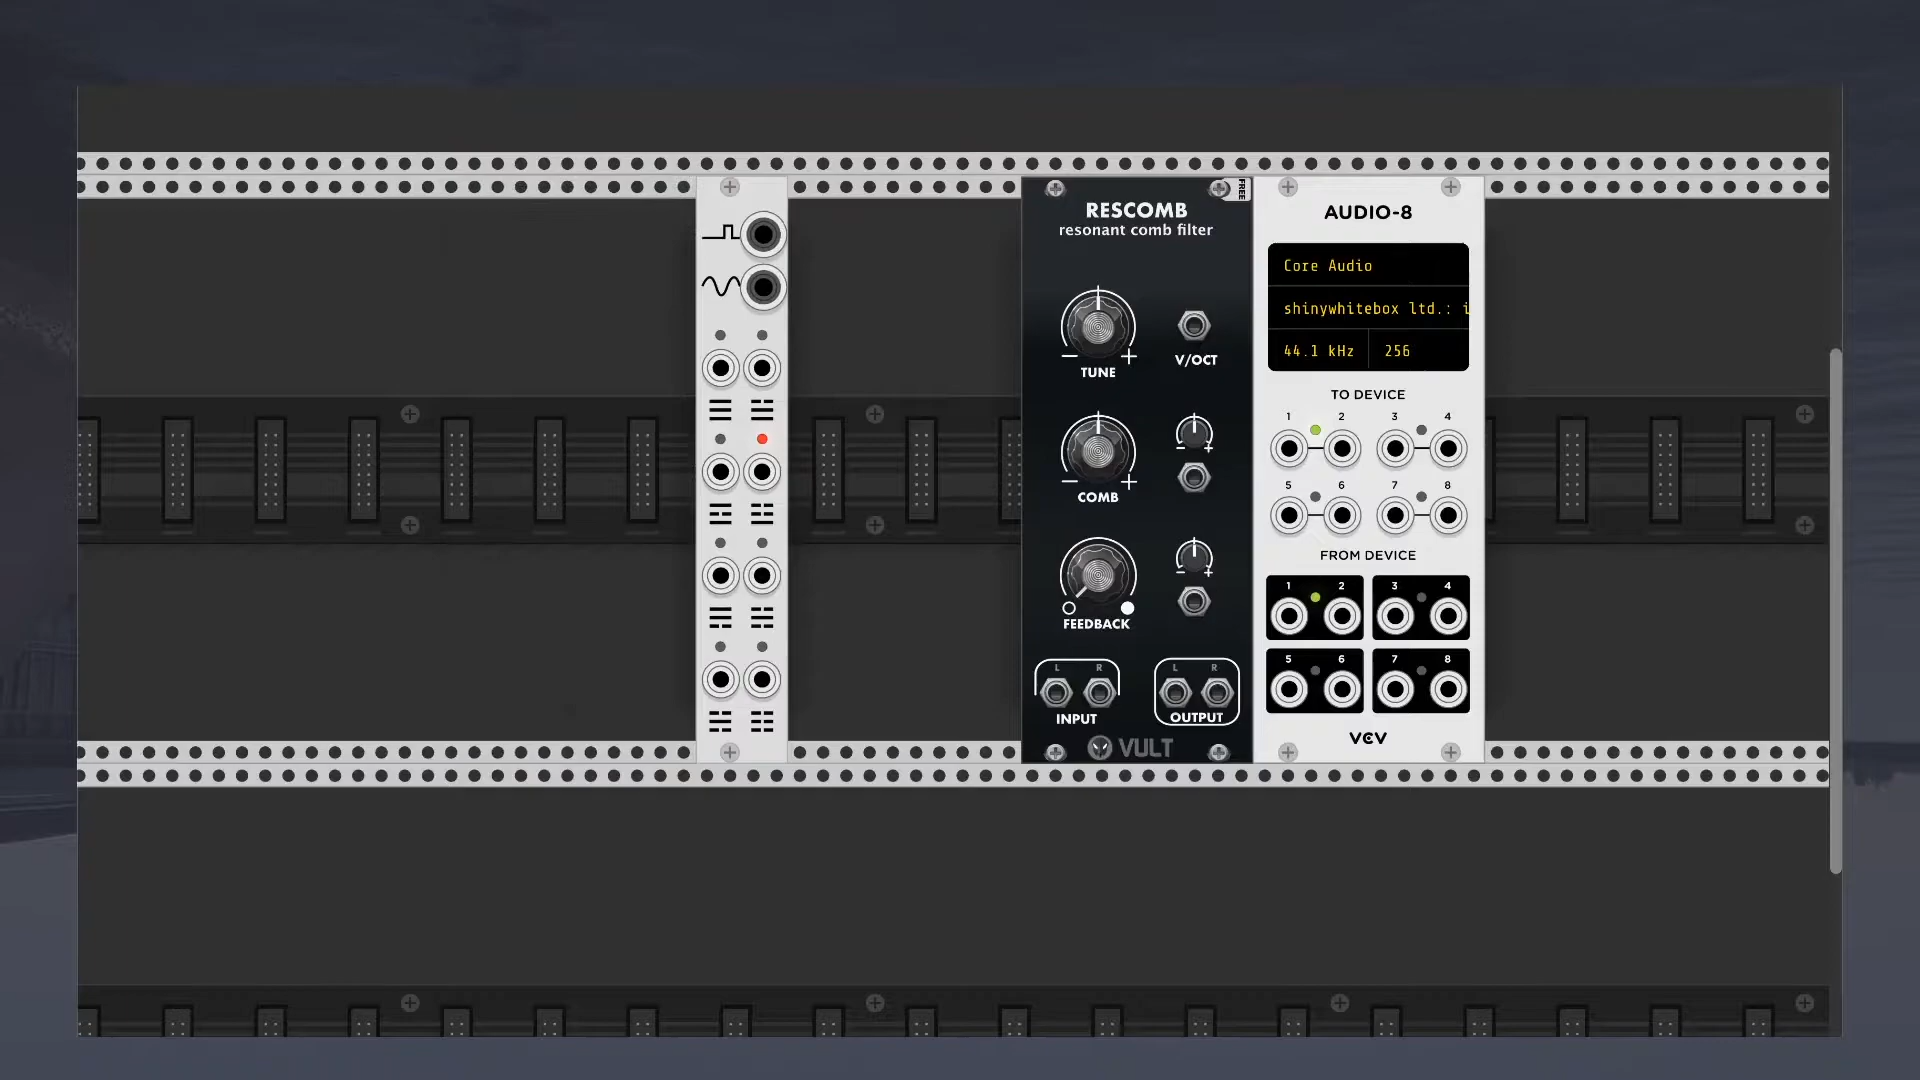 FREE
RESCOMB
resonant comb filter
TUNE
V/OCT
COMB
FEEDBACK
L R
INPUT
L R
OUTPUT
VULT
AUDIO-8
Core Audio
shinywhitebox ltd.: i
44.1 kHz 256
TO DEVICE
1 2 3 4
5 6 7 8
FROM DEVICE
1 2 3 4
5 6 7 8
VCV